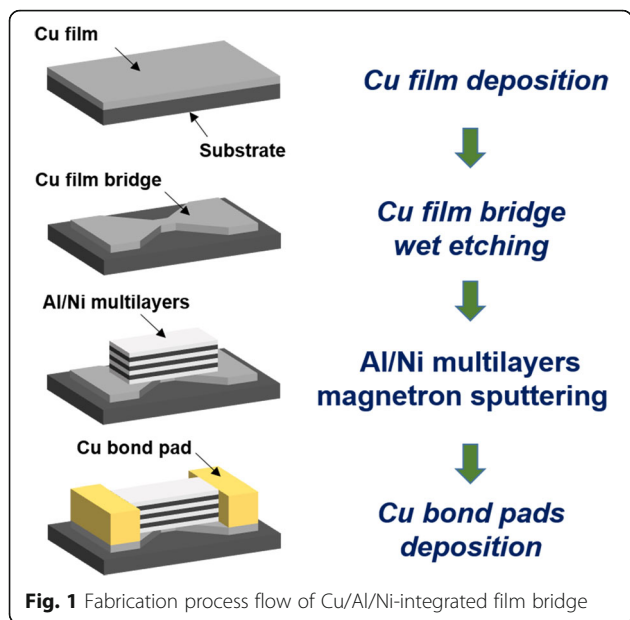 Cu film
Cu film deposition
Substrate
Cu film bridge
Cu film bridge
wet etching
Al/Ni multilayers
Al/Ni multilayers
magnetron sputtering
Cu bond pad
Cu bond pads
deposition
Fig. 1 Fabrication process flow of Cu/Al/Ni-integrated film bridge